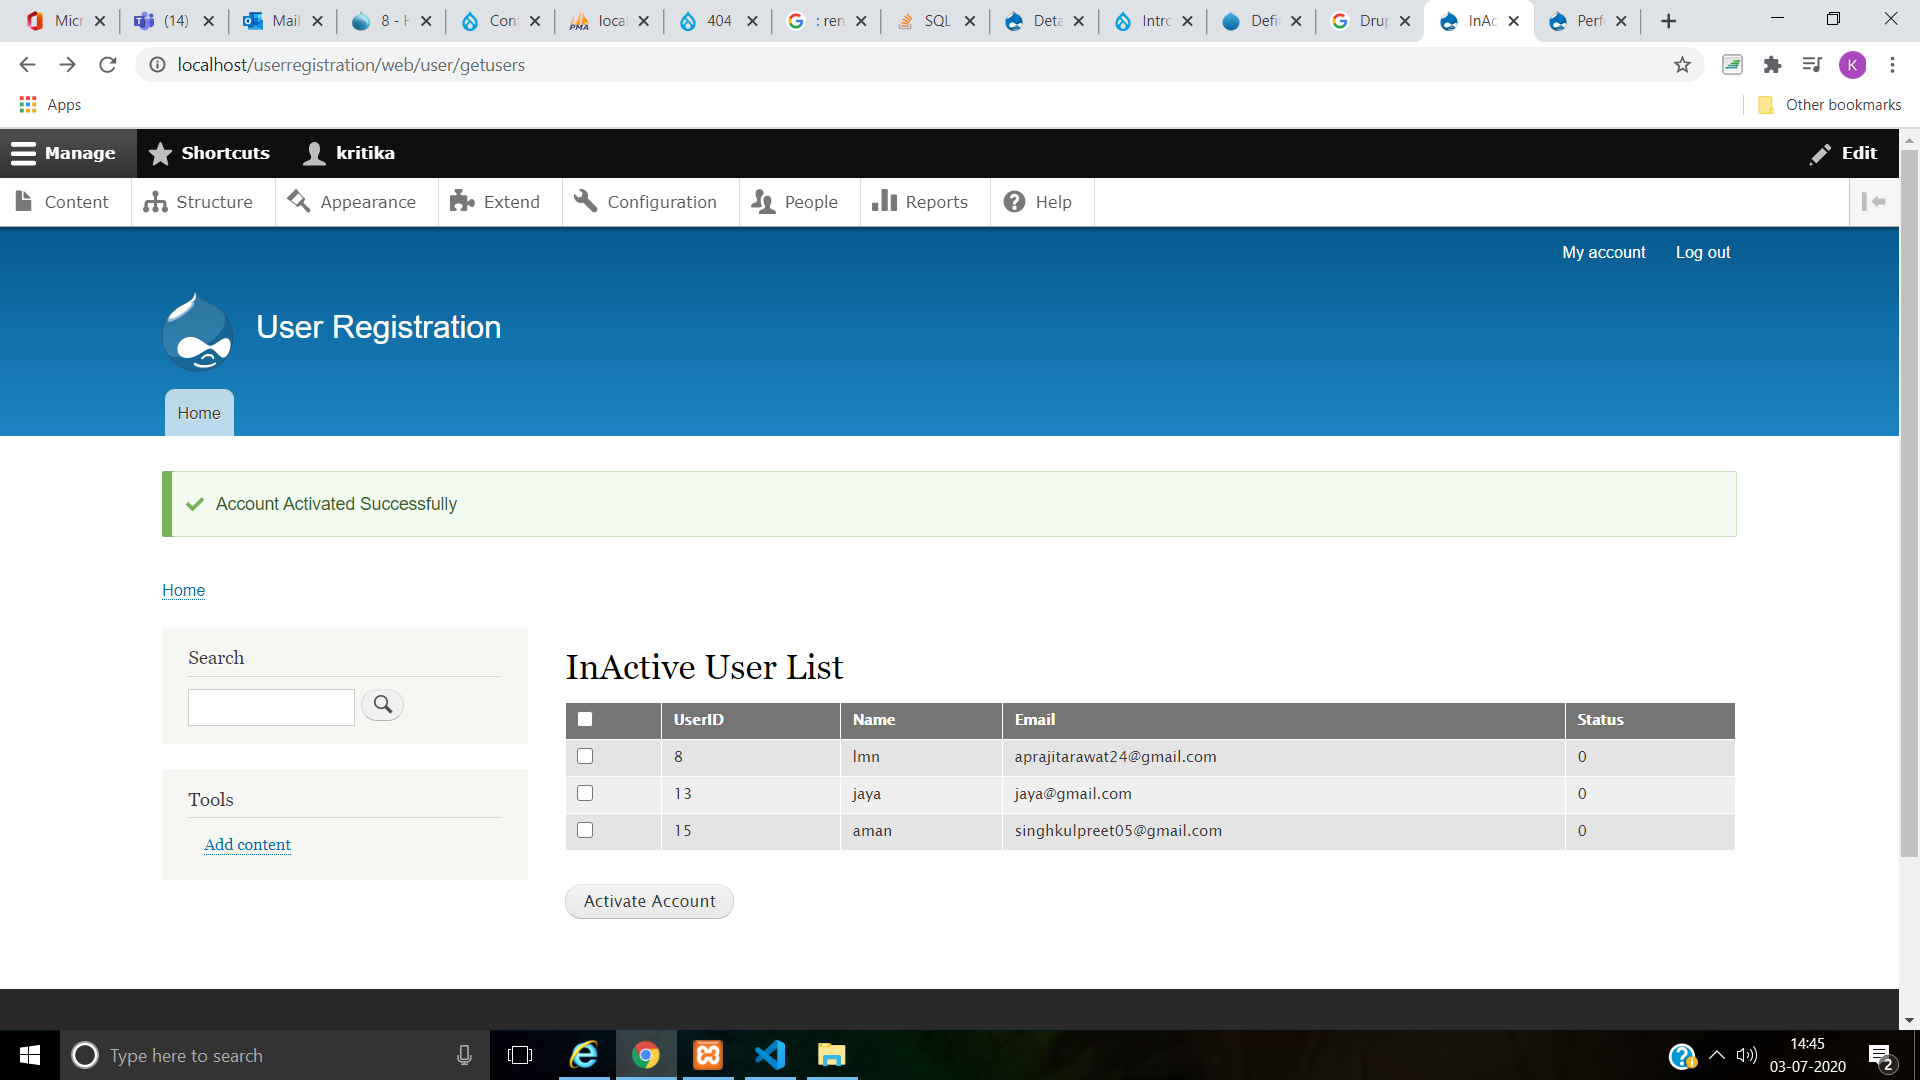 Micr
(14)
Mail
8 - H
Con
local
404
: ren
SQL
Deta
Intro
Defi
Drup
InAc
Perf
localhost/userregistration/web/user/getusers
K
Apps
Other bookmarks
Manage
Shortcuts
kritika
Edit
Content
Structure
Appearance
Extend
Configuration
People
Reports
Help
My account
Log out
User Registration
Home
Account Activated Successfully
Home
Search
Tools
Add content
InActive User List
UserID Name Email Status
8 lmn aprajitarawat24@gmail.com 0
13 jaya jaya@gmail.com 0
15 aman singhkulpreet05@gmail.com 0
Activate Account
Type here to search
14:45
03-07-2020
2